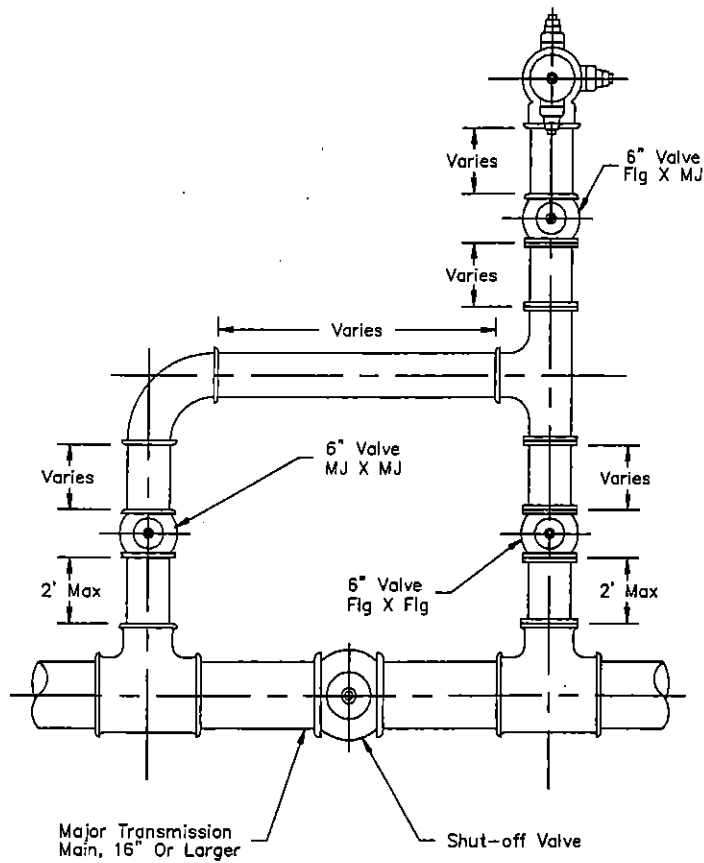 Varies
6" Valve
Flg X MJ
Varies
Varies
6" Valve
MJ X MJ
Varies
Varies
2' Max
6" Valve
Flg X Flg
2' Max
Major Transmission
Main, 16" Or Larger
Shut-off Valve